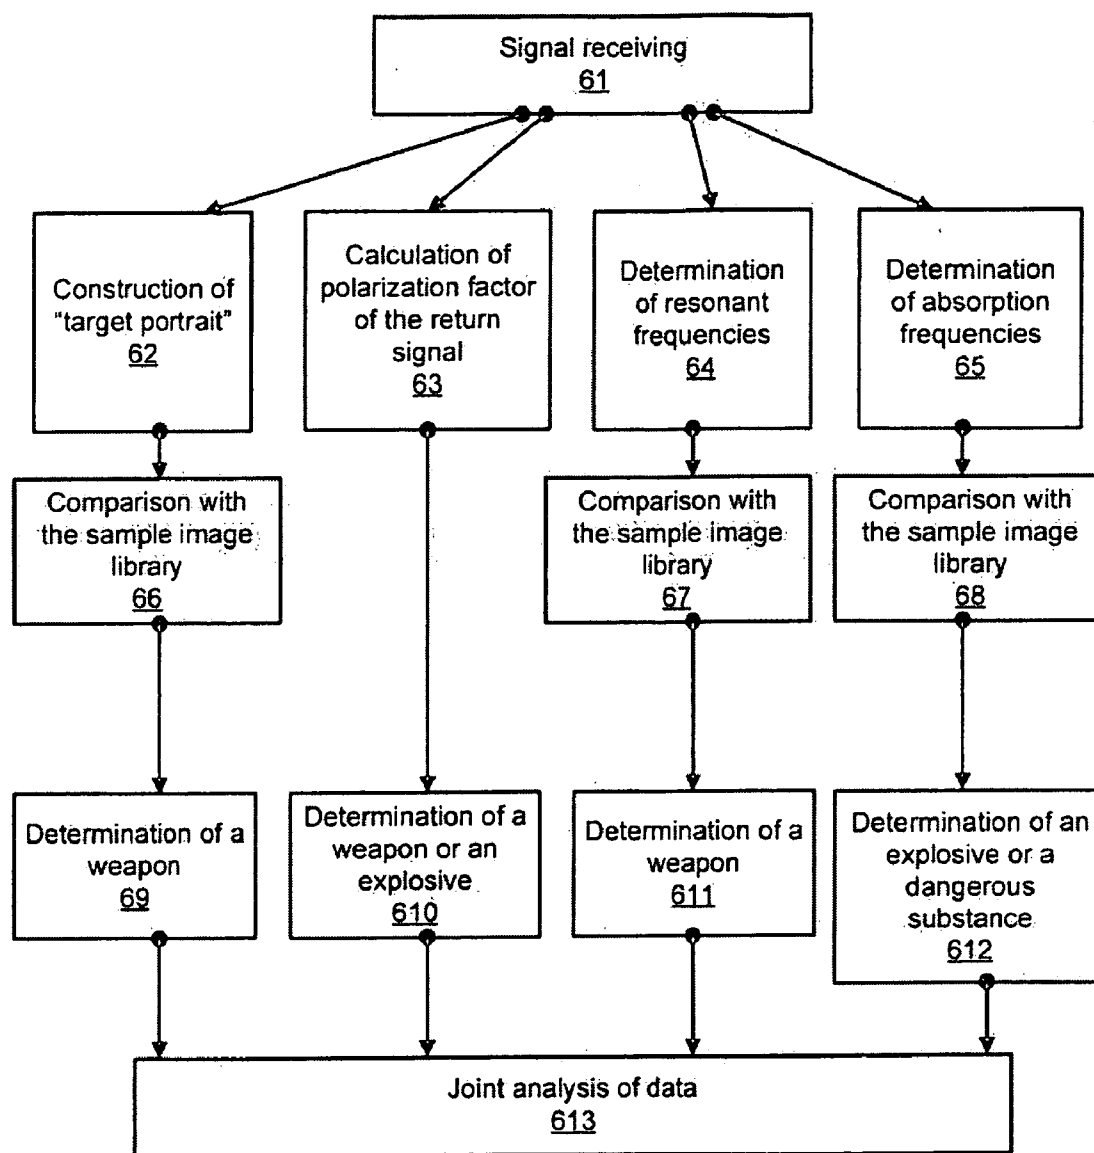 Signal receiving
61
Construction of
"target portrait"
62
Calculation of
polarization factor
of the return
signal
63
Determination
of resonant
frequencies
64
Determination
of absorption
frequencies
65
Comparison with
the sample image
library
66
Comparison with
the sample image
library
67
Comparison with
the sample image
library
68
Determination of a
weapon
69
Determination of a
weapon or an
explosive
610
Determination of a
weapon
611
Determination of an
explosive or a
dangerous
substance
612
Joint analysis of data
613